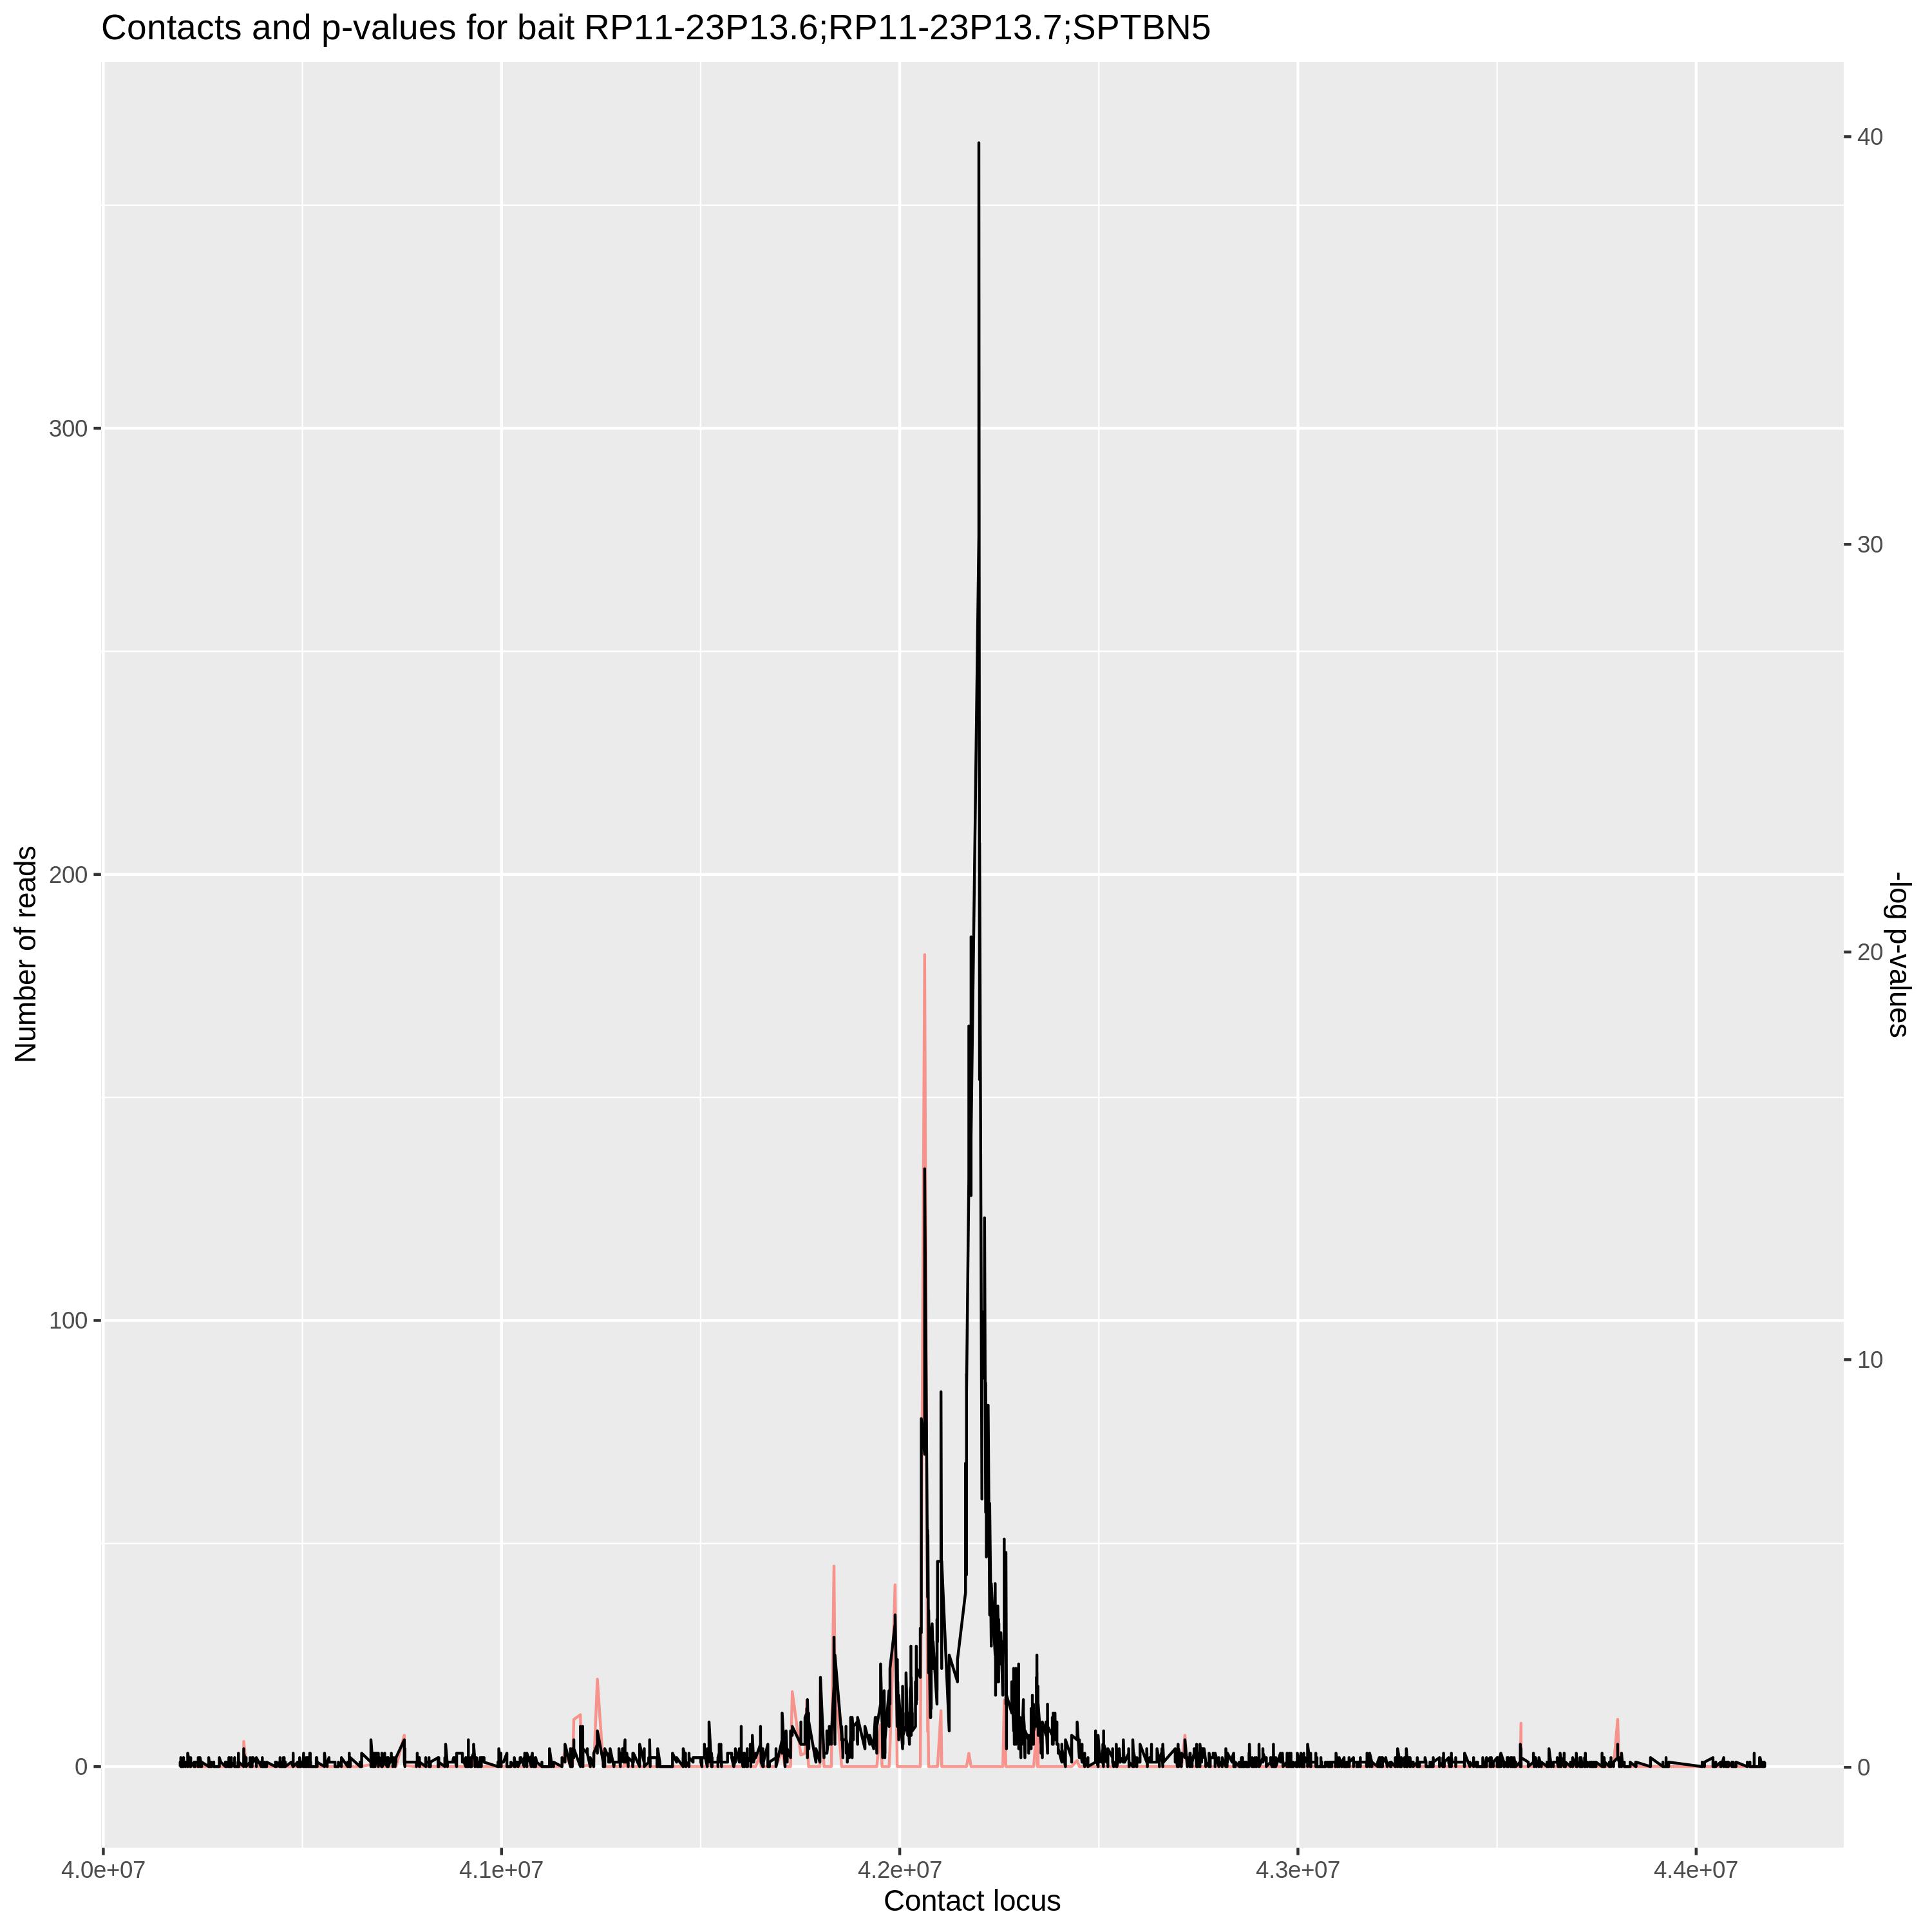 Contacts and p-values for bait RP11-23P13.6;RP11-23P13.7;SPTBN5
Number of reads
300
200
100
0
40
30
20
10
0
-log p-values
4.0e+07
4.1e+07
4.2e+07
4.3e+07
4.4e+07
Contact locus